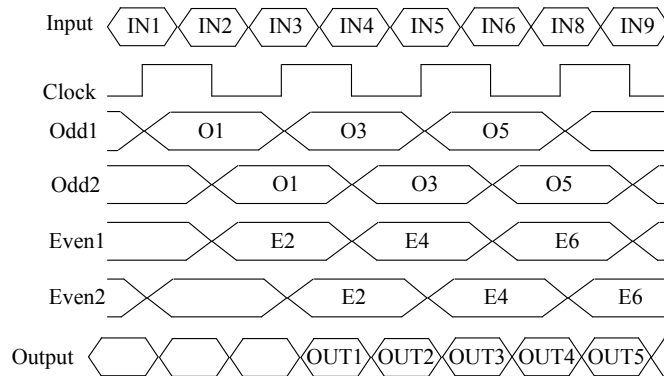 Input IN1 IN2 IN3 IN4 IN5 IN6 IN8 IN9
Clock
Odd1 O1 O3 O5
Odd2 O1 O3 O5
Even1 E2 E4 E6
Even2 E2 E4 E6
Output OUT1 OUT2 OUT3 OUT4 OUT5